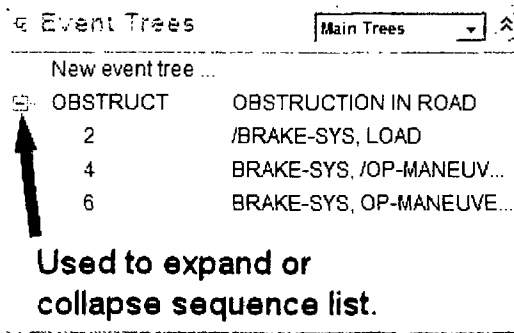 Event Trees Main Trees
New event tree ...
OBSTRUCT OBSTRUCTION IN ROAD
2 /BRAKE-SYS, LOAD
4 BRAKE-SYS, /OP-MANEUV...
6 BRAKE-SYS, OP-MANEUVE...
Used to expand or
collapse sequence list.